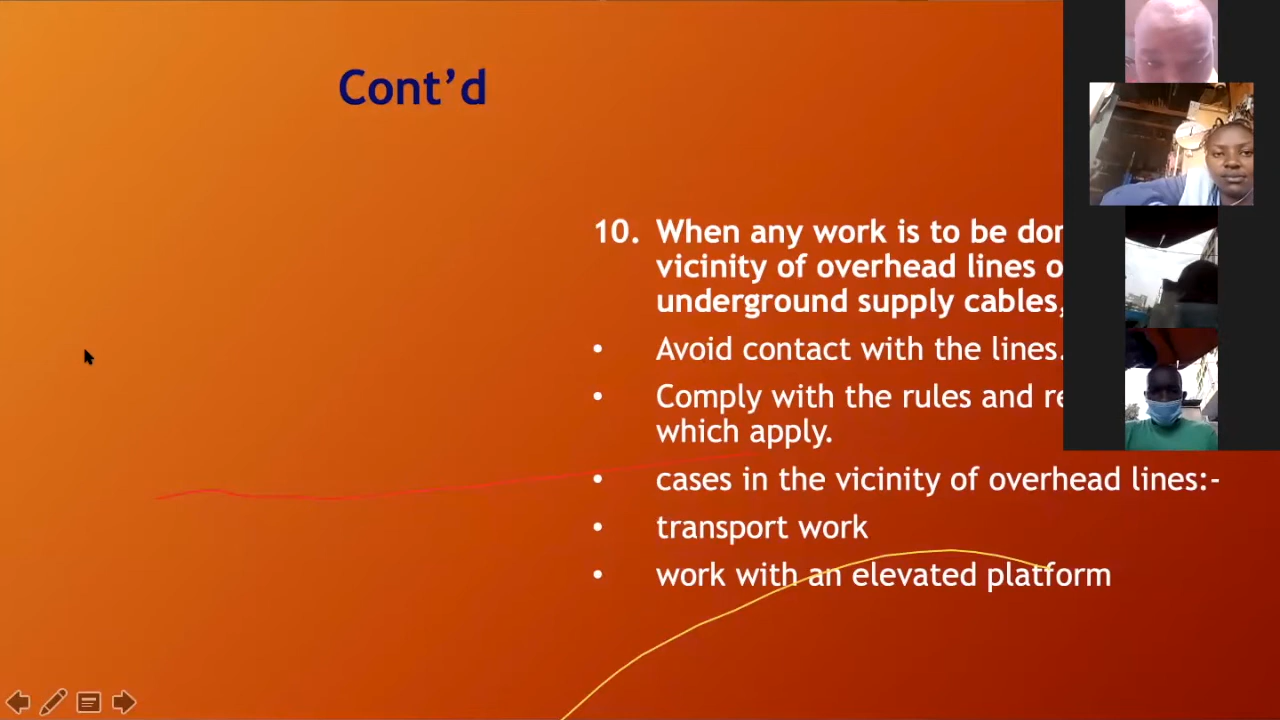 Cont’d
10. When any work is to be
vicinity of overhead lines
underground supply cables,
• Avoid contact with the lines.
• Comply with the rules and
which apply.
• cases in the vicinity of overhead lines:-
• transport work
• work with an elevated platform